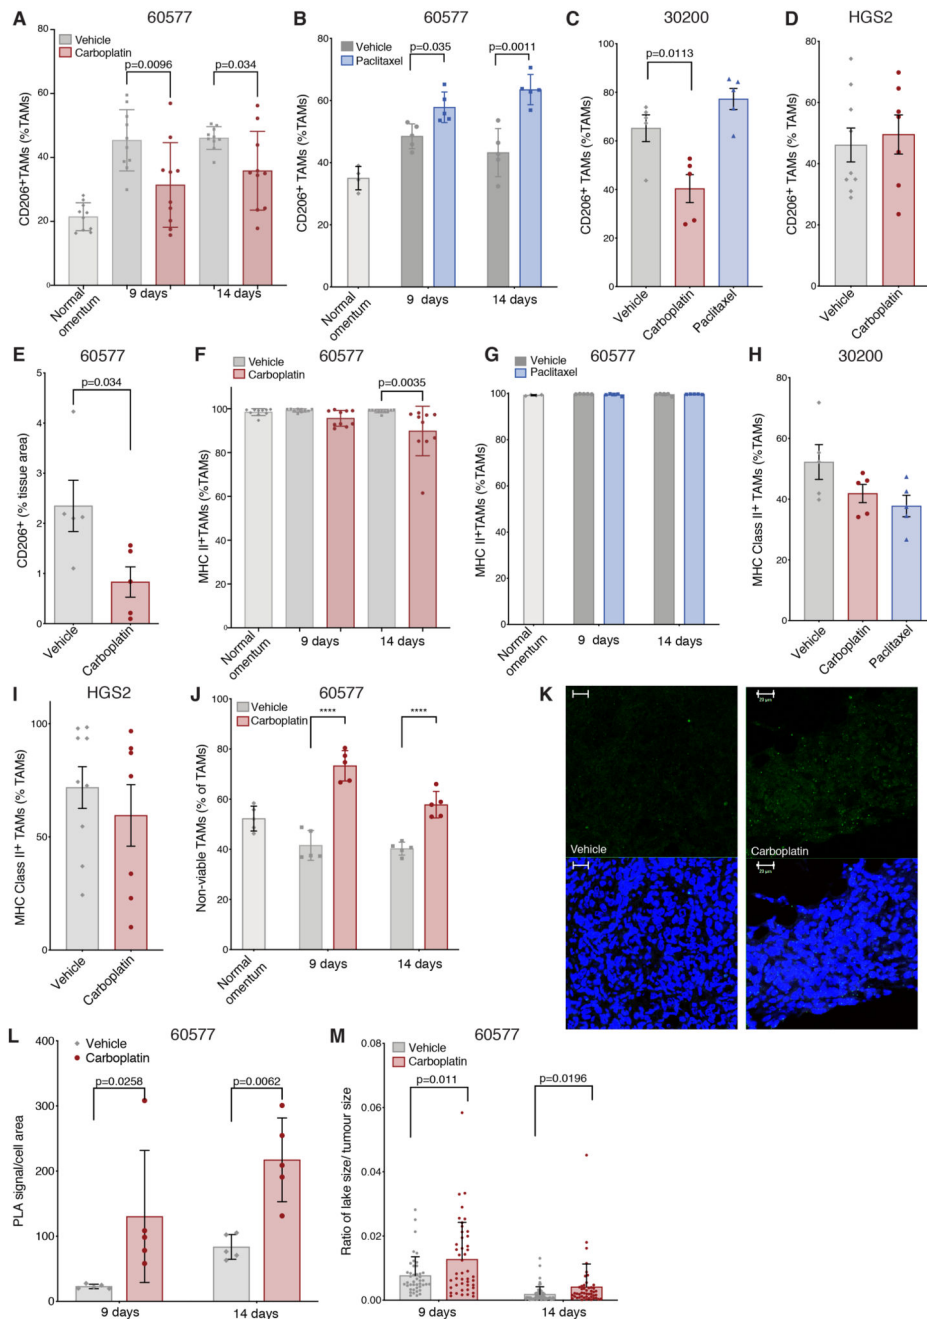 A
60577
Vehicle
Carboplatin
p=0.0096
p=0.034
CD206+TAMs (%TAMs)
80
60
40
20
0
Normal
omentum
9 days
14 days
B
60577
Vehicle
Paclitaxel
p=0.035
p=0.0011
CD206+ TAMs (%TAMs)
80
60
40
20
0
Normal
omentum
9 days
14 days
C
30200
p=0.0113
CD206+ TAMs (%TAMs)
100
80
60
40
20
0
Vehicle
Carboplatin
Paclitaxel
D
HGS2
CD206+ TAMs (% TAMs)
80
60
40
20
0
Vehicle
Carboplatin
E
60577
p=0.034
CD206+ (% tissue area)
5
4
3
2
1
0
Vehicle
Carboplatin
F
60577
Vehicle
Carboplatin
p=0.0035
MHC II+TAMs (%TAMs)
100
80
60
40
20
0
Normal
omentum
9 days
14 days
G
60577
Vehicle
Paclitaxel
MHC II+TAMs (%TAMs)
100
80
60
40
20
0
Normal
omentum
9 days
14 days
H
30200
MHC Class II+ TAMs (%TAMs)
80
60
40
20
0
Vehicle
Carboplatin
Paclitaxel
I
HGS2
MHC Class II+ TAMs (% TAMs)
100
50
0
Vehicle
Carboplatin
J
60577
Vehicle
Carboplatin
****
****
Non-viable TAMs (% of TAMs)
100
80
60
40
20
0
Normal
omentum
9 days
14 days
K
20 µm
Vehicle
Carboplatin
20 µm
L
60577
Vehicle
Carboplatin
p=0.0258
p=0.0062
PLA signal/cell area
400
300
200
100
0
9 days
14 days
M
60577
Vehicle
Carboplatin
p=0.011
p=0.0196
Ratio of lake size/ tumour size
0.08
0.06
0.04
0.02
0.00
9 days
14 days